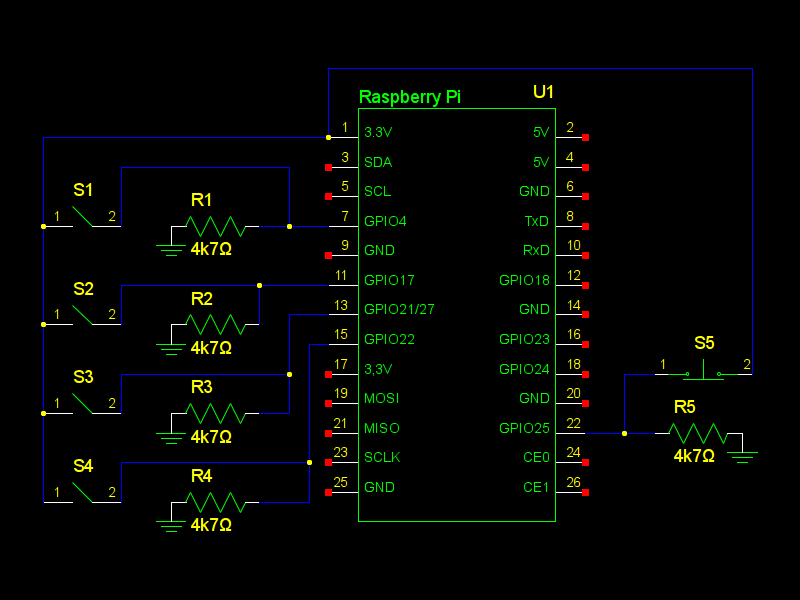 Raspberry Pi U1
1 3.3V 5V 2
3 SDA 5V 4
5 SCL GND 6
7 GPIO4 TxD 8
9 GND RxD 10
11 GPIO17 GPIO18 12
13 GPIO21/27 GND 14
15 GPIO22 GPIO23 16
17 3,3V GPIO24 18
19 MOSI GND 20
21 MISO GPIO25 22
23 SCLK CE0 24
25 GND CE1 26
S1
1 2
R1
4k7Ω
S2
1 2
R2
4k7Ω
S3
1 2
R3
4k7Ω
S4
1 2
R4
4k7Ω
S5
1 2
R5
4k7Ω